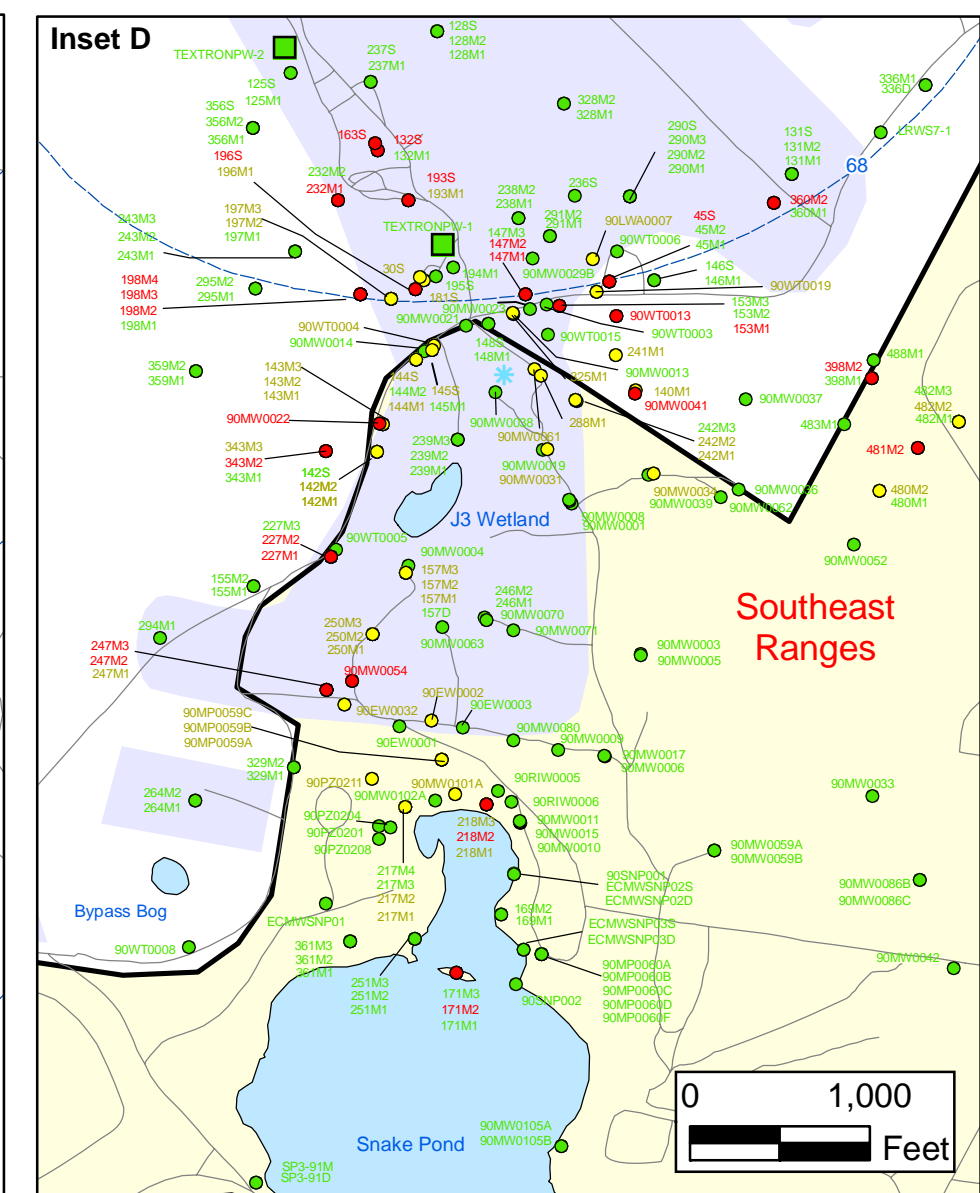 Inset D
TEXTRONPW-2
128S
128M2
128M1
237S
237M1
125S
125M1
356S
356M2
356M1
328M2
328M1
336M1
336D
LRWS7-1
163S
132S
132M1
290S
290M3
290M2
290M1
131S
131M2
131M1
68
196S
196M1
232M2
232M1
193S
193M1
238M2
238M1
236S
360M2
360M1
197M3
197M2
197M1
243M3
243M2
243M1
TEXTRONPW-1
291M2
291M1
90LWA0007
45S
45M2
45M1
147M3
147M2
147M1
90WT0006
30S
194M1
90MW0029B
146S
146M1
198M4
198M3
198M2
198M1
295M2
295M1
195S
181S
90WT0019
90MW0023
90MW0021
153M3
153M2
153M1
90WT0013
90WT0004
90MW0014
148S
148M1
90WT0015
90WT0003
359M2
359M1
143M3
143M2
143M1
144S
144M2
144M1
145S
145M1
225M1
90MW0013
241M1
488M1
398M2
398M1
140M1
90MW0041
90MW0037
482M3
482M2
482M1
90MW0022
90MW0038
288M1
483M1
343M3
343M2
343M1
239M3
239M2
239M1
90MW0061
242M3
242M2
242M1
481M2
142S
142M2
142M1
90MW0019
90MW0031
90MW0034
90MW0039
90MW0036
90MW0062
480M2
480M1
J3 Wetland
90MW0008
90MW0001
227M3
227M2
227M1
90WT0005
90MW0004
90MW0052
155M2
155M1
157M3
157M2
157M1
157D
246M2
246M1
90MW0070
90MW0071
Southeast
Ranges
294M1
250M3
250M2
250M1
90MW0063
90MW0003
90MW0005
247M3
247M2
247M1
90MW0054
90MP0059C
90MP0059B
90MP0059A
90EW0032
90EW0002
90EW0003
90EW0001
90MW0080
90MW0009
90MW0017
90MW0006
329M2
329M1
264M2
264M1
90PZ0211
90MW0101A
90MW0102A
90RIW0005
90RIW0006
90MW0033
90PZ0204
90PZ0201
90PZ0208
218M3
218M2
218M1
90MW0011
90MW0015
90MW0010
217M4
217M3
217M2
217M1
90MW0059A
90MW0059B
Bypass Bog
90SNP001
ECMWSNP02S
ECMWSNP02D
90MW0086B
90MW0086C
ECMWSNP01
169M2
169M1
ECMWSNP03S
ECMWSNP03D
90WT0008
361M3
361M2
361M1
90MP0060A
90MP0060B
90MP0060C
90MP0060D
90MP0060F
90MW0042
251M3
251M2
251M1
171M3
171M2
171M1
90SNP002
0 1,000
Feet
90MW0105A
90MW0105B
Snake Pond
SP3-91M
SP3-91D